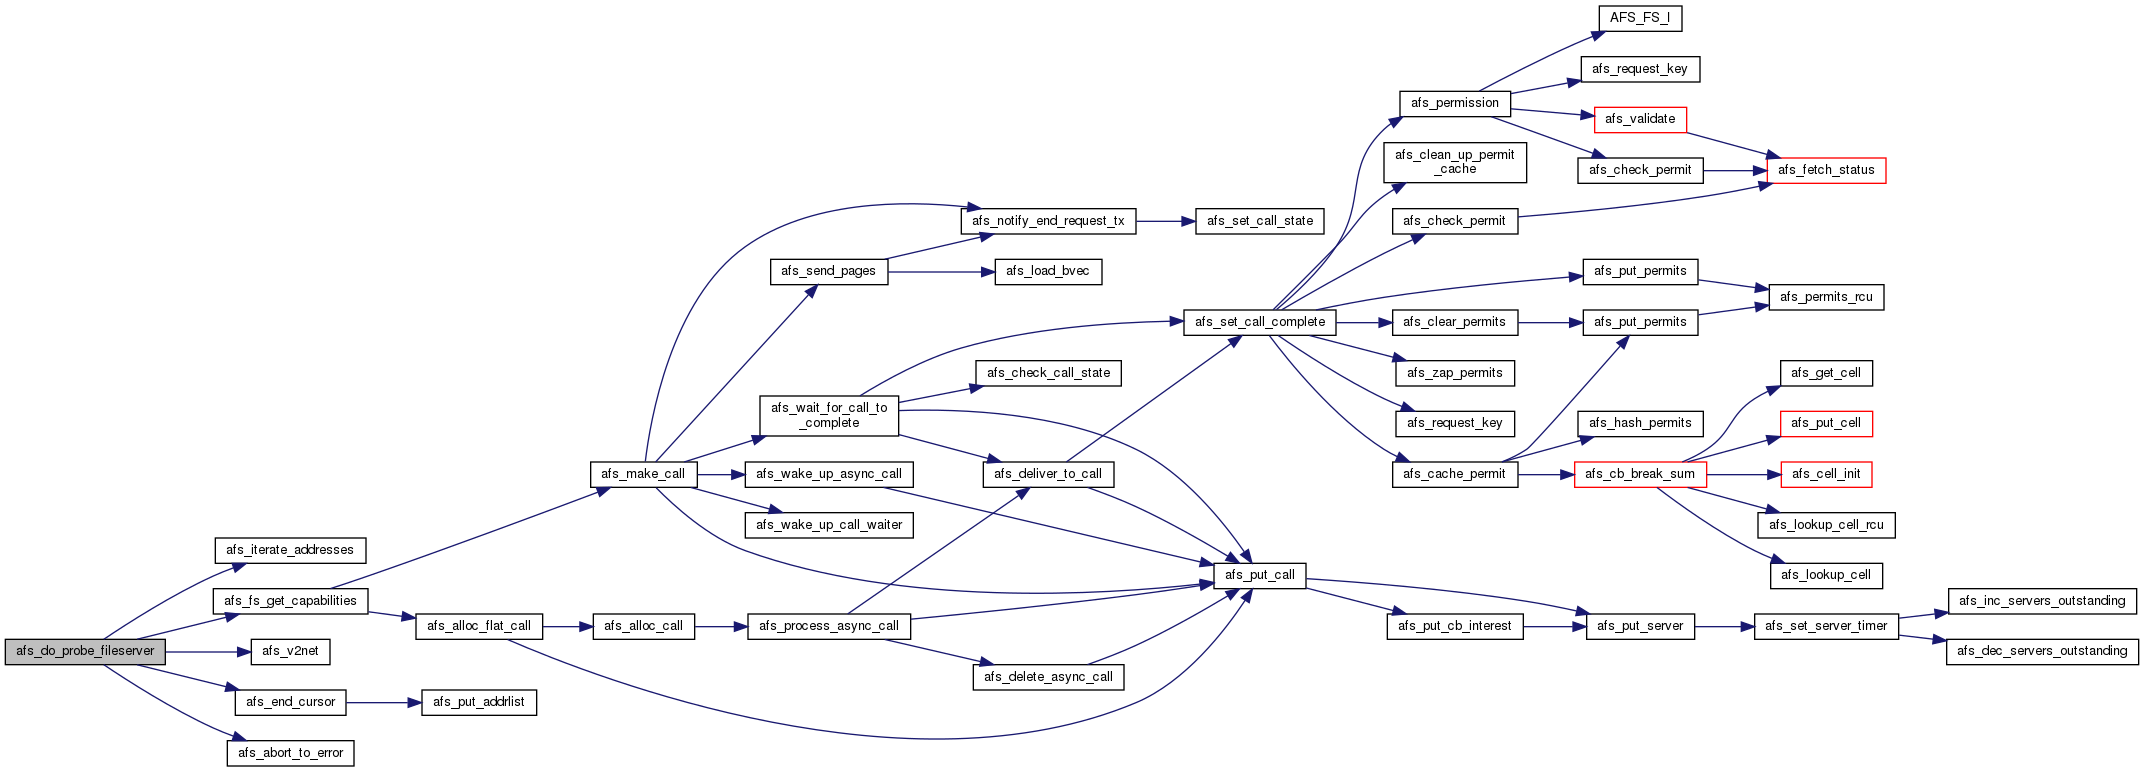 AFS_FS_I
afs_request_key
afs_permission
afs_validate
afs_clean_up_permit
_cache
afs_check_permit
afs_fetch_status
afs_notify_end_request_tx
afs_set_call_state
afs_check_permit
afs_send_pages
afs_load_bvec
afs_put_permits
afs_permits_rcu
afs_set_call_complete
afs_clear_permits
afs_put_permits
afs_check_call_state
afs_zap_permits
afs_get_cell
afs_wait_for_call_to
_complete
afs_request_key
afs_hash_permits
afs_put_cell
afs_make_call
afs_wake_up_async_call
afs_deliver_to_call
afs_cache_permit
afs_cb_break_sum
afs_cell_init
afs_wake_up_call_waiter
afs_lookup_cell_rcu
afs_iterate_addresses
afs_put_call
afs_lookup_cell
afs_fs_get_capabilities
afs_inc_servers_outstanding
afs_alloc_flat_call
afs_alloc_call
afs_process_async_call
afs_put_cb_interest
afs_put_server
afs_set_server_timer
afs_do_probe_fileserver
afs_v2net
afs_dec_servers_outstanding
afs_delete_async_call
afs_end_cursor
afs_put_addrlist
afs_abort_to_error